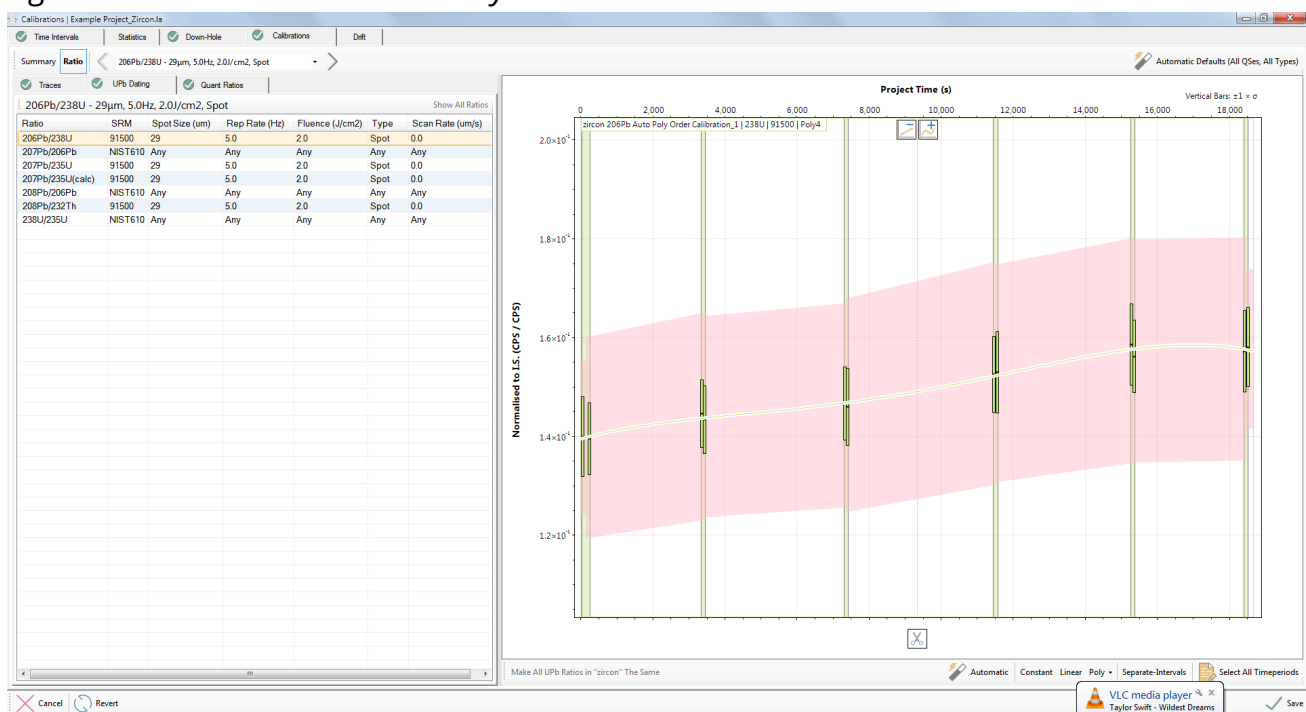 Calibrations | Example Project_Zircon.la
Time Intervals Statistics Down-Hole Calibrations Drift
Summary Ratio 206Pb/238U - 29µm, 5.0Hz, 2.0J/cm2, Spot Automatic Defaults (All QSes, All Types)
Traces UPb Dating Quant Ratios
206Pb/238U - 29µm, 5.0Hz, 2.0J/cm2, Spot Show All Ratios
Ratio SRM Spot Size (um) Rep Rate (Hz) Fluence (J/cm2) Type Scan Rate (um/s)
206Pb/238U 91500 29 5.0 2.0 Spot 0.0
207Pb/206Pb NIST610 Any Any Any Any Any
207Pb/235U 91500 29 5.0 2.0 Spot 0.0
207Pb/235U(calc) 91500 29 5.0 2.0 Spot 0.0
208Pb/206Pb NIST610 Any Any Any Any Any
208Pb/232Th 91500 29 5.0 2.0 Spot 0.0
238U/235U NIST610 Any Any Any Any Any
Project Time (s)
Vertical Bars: ±1 × σ
0 2,000 4,000 6,000 8,000 10,000 12,000 14,000 16,000 18,000
zircon 206Pb Auto Poly Order Calibration_1 | 238U | 91500 | Poly4
2.0×10⁻¹
1.8×10⁻¹
1.6×10⁻¹
1.4×10⁻¹
1.2×10⁻¹
Normalised to I.S. (CPS / CPS)
Make All UPb Ratios in "zircon" The Same Automatic Constant Linear Poly Separate-Intervals Select All Timeperiods
Cancel Revert Save
VLC media player
Taylor Swift - Wildest Dreams